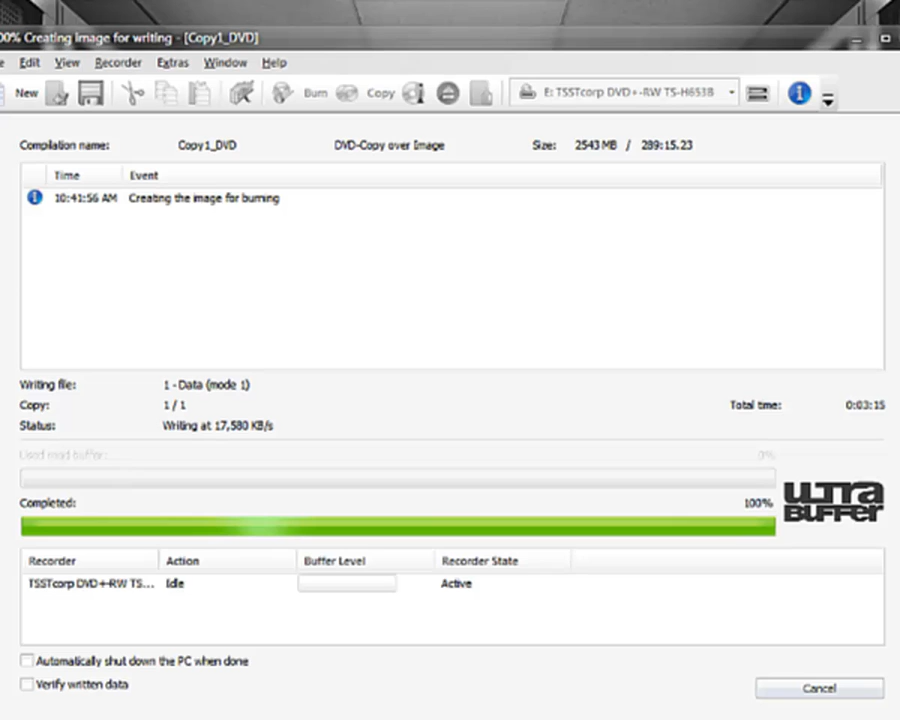 00% Creating image for writing - [Copy1_DVD]
e Edit View Recorder Extras Window Help
New Burn Copy E: TSSTcorp DVD+-RW TS-H653B
Compilation name: Copy1_DVD DVD-Copy over Image Size: 2543 MB / 289:15.23
Time Event
10:41:56 AM Creating the image for burning
Writing file: 1 - Data (mode 1)
Copy: 1 / 1 Total time: 0:03:15
Status: Writing at 17,580 KB/s
Used read buffer: 0%
Completed: 100%
ULTRA
BUFFER
Recorder Action Buffer Level Recorder State
TSSTcorp DVD+-RW TS... Idle Active
Automatically shut down the PC when done
Verify written data
Cancel